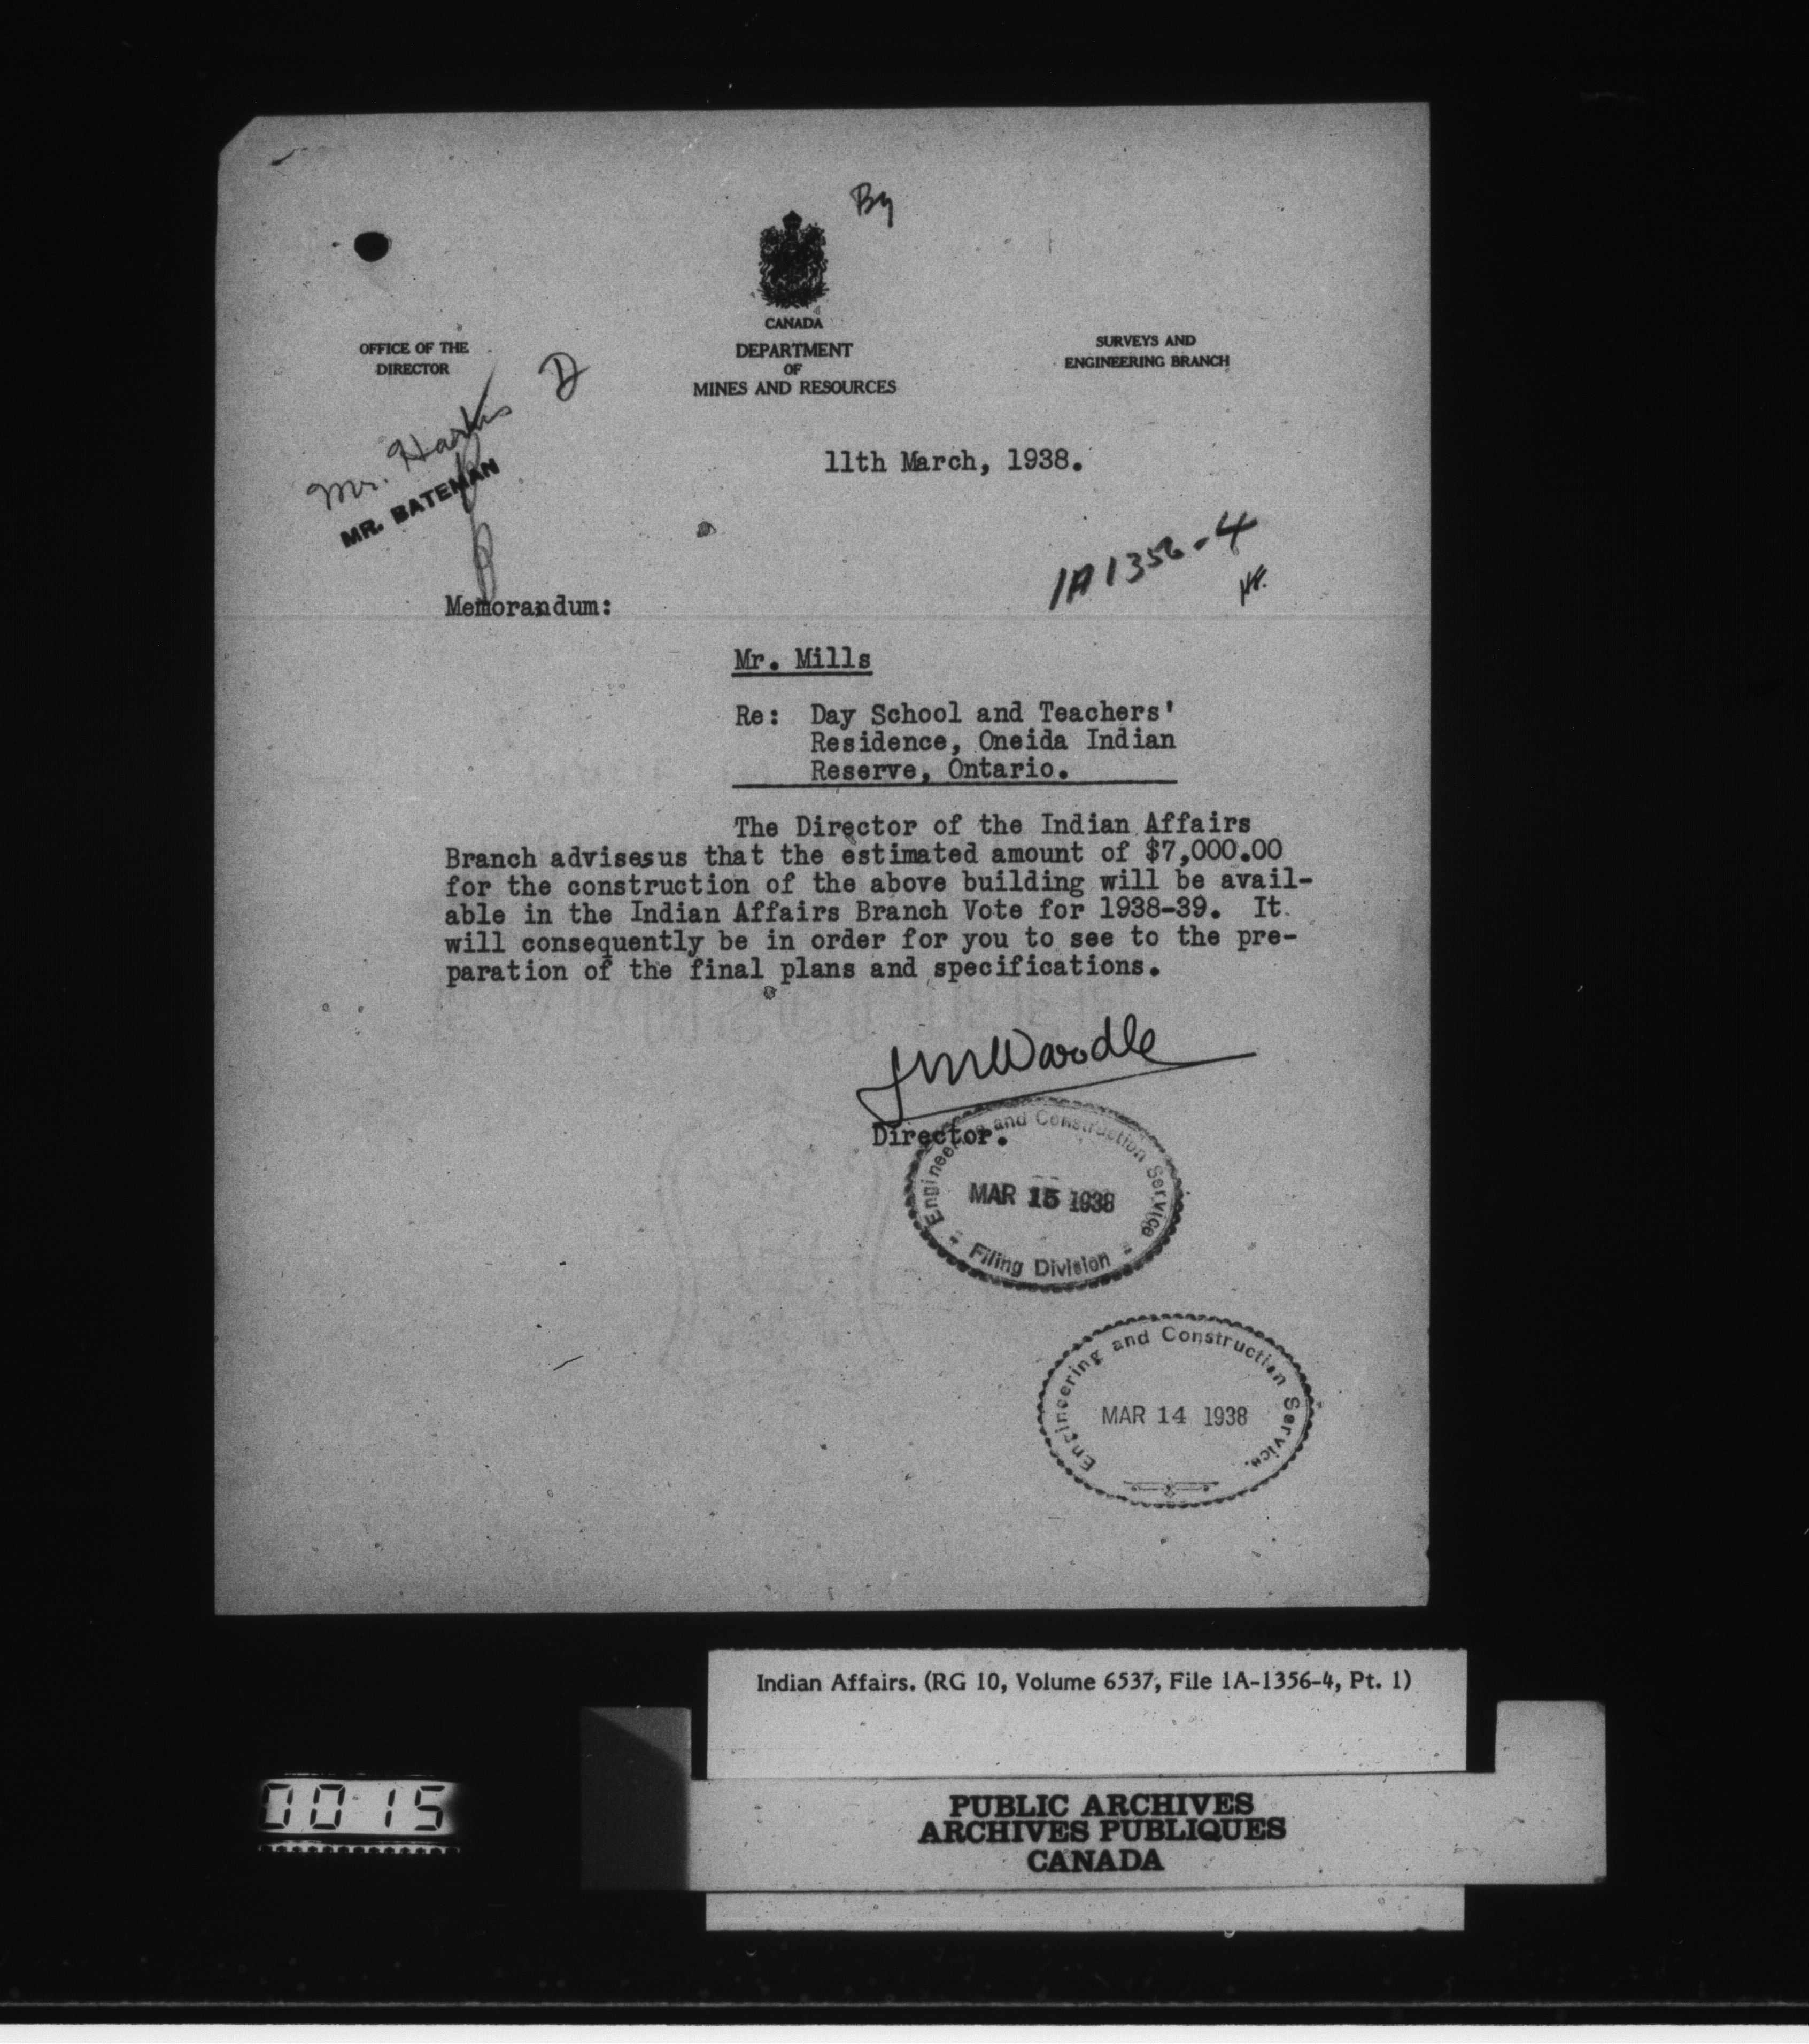 By
CANADA
OFFICE OF THE
DIRECTOR
DEPARTMENT
OF
MINES AND RESOURCES
SURVEYS AND
ENGINEERING BRANCH
D
Mr.
MR. BATEMAN
11th March, 1938.
1A 1356-4
Memorandum:
Mr. Mills
Re: Day School and Teachers'
Residence, Oneida Indian
Reserve, Ontario.
The Director of the Indian Affairs
Branch advisesus that the estimated amount of $7,000.00
for the construction of the above building will be avail-
able in the Indian Affairs Branch Vote for 1938-39. It
will consequently be in order for you to see to the pre-
paration of the final plans and specifications.
JMWardle
Director.
Engineering and Construction Service
MAR 15 1938
- Filing Division -
Engineering and Construction Service.
MAR 14 1938
Indian Affairs. (RG 10, Volume 6537, File 1A-1356-4, Pt. 1)
0015
PUBLIC ARCHIVES
ARCHIVES PUBLIQUES
CANADA